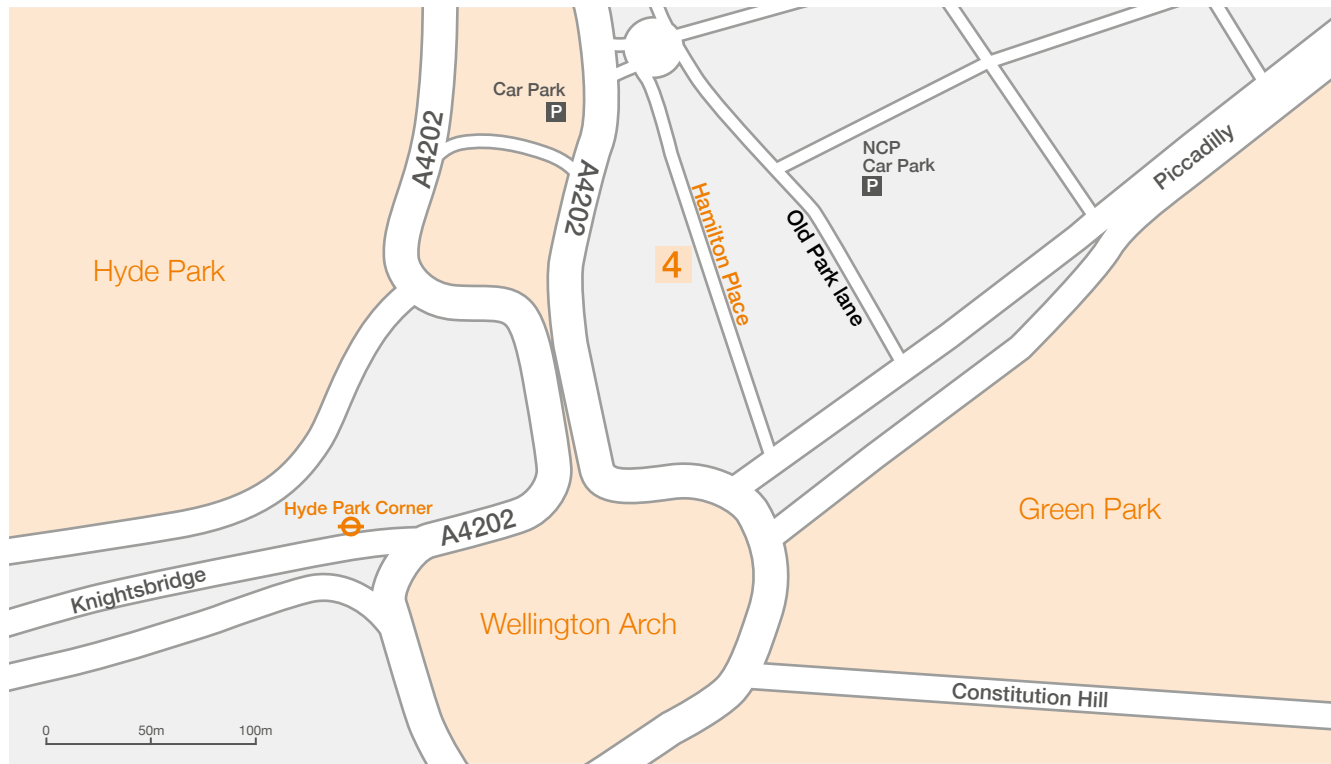 Car Park
P
A4202
A4202
NCP
Car Park
P
Piccadilly
Hamilton Place
Old Park lane
4
Hyde Park
Hyde Park Corner
A4202
Green Park
Knightsbridge
Wellington Arch
Constitution Hill
0 50m 100m